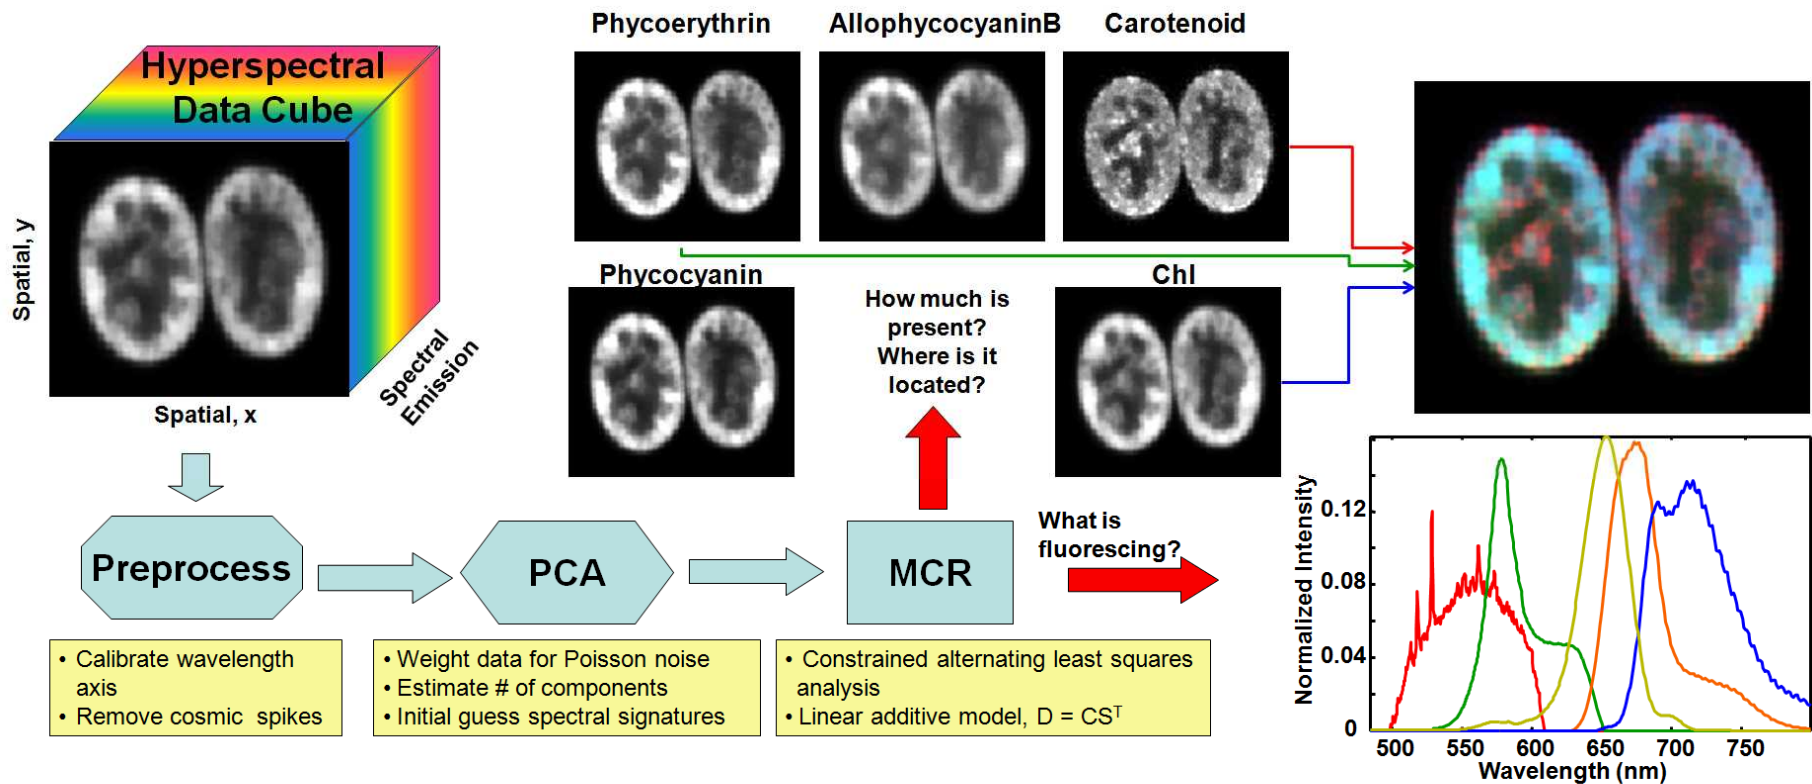 Hyperspectral
Data Cube
Spatial, y
Spatial, x
Spectral
Emission
Phycoerythrin
AllophycocyaninB
Carotenoid
Phycocyanin
Chl
How much is
present?
Where is it
located?
Preprocess
PCA
MCR
What is
fluorescing?
• Calibrate wavelength
axis
• Remove cosmic spikes
• Weight data for Poisson noise
• Estimate # of components
• Initial guess spectral signatures
• Constrained alternating least squares
analysis
• Linear additive model, D = CSᵀ
Normalized Intensity
0.12
0.08
0.04
0
500 550 600 650 700 750
Wavelength (nm)